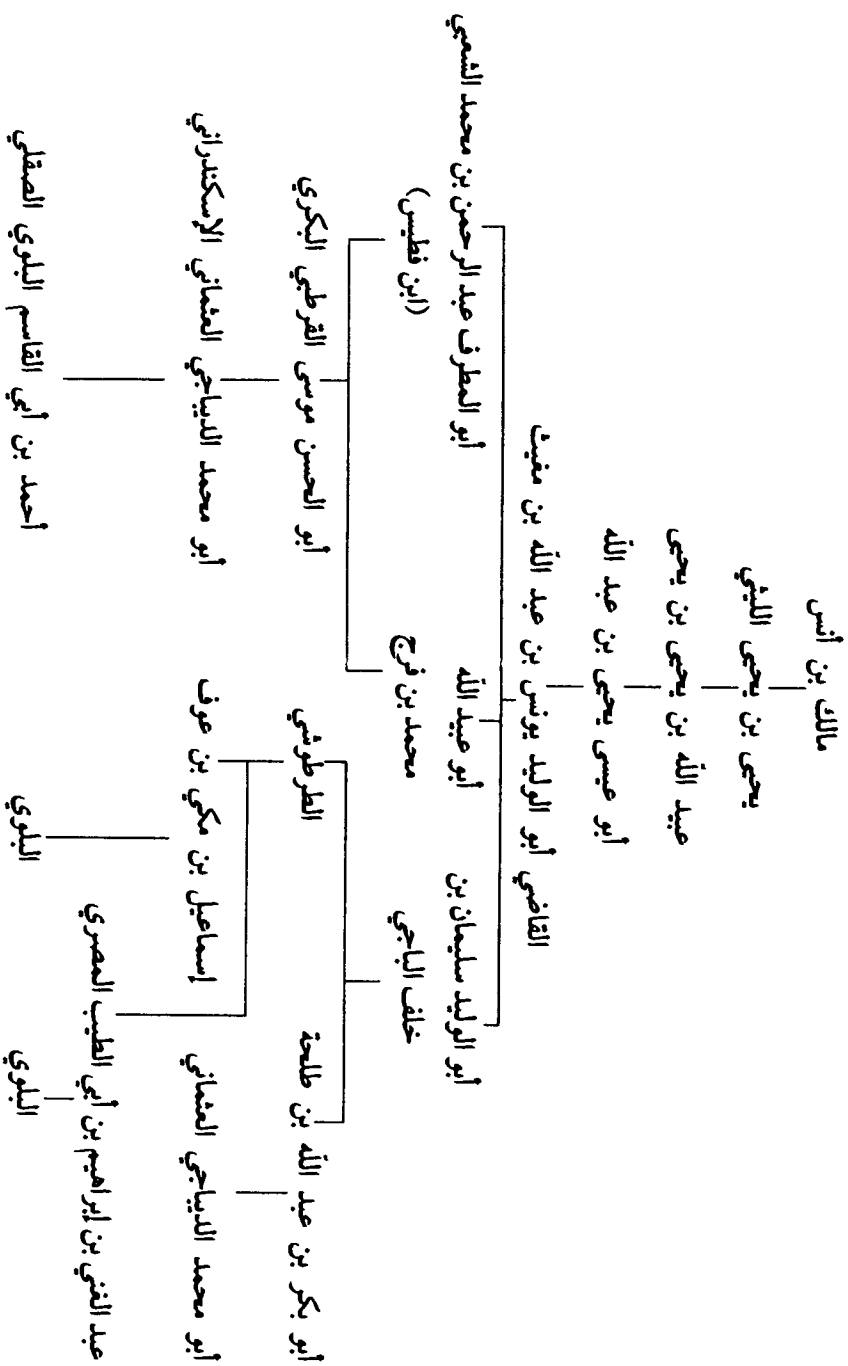 مالك بن أنس
يحيى بن يحيى الليثي
عبيد الله بن يحيى بن يحيى
أبو عيسى يحيى بن عبد الله
القاضي أبو الوليد يونس بن عبد الله بن مغيث
أبو الوليد سليمان بن
خلف الباجي
أبو عبد الله
محمد بن فرج
أبو المطرف عبد الرحمن بن محمد الشعبي
(ابن فطيس)
أبو بكر بن عبد الله بن طلحة
الطرطوشي
أبو الحسن موسى القرطبي البكري
أبو محمد الديباجي العثماني
إسماعيل بن مكي بن عوف
أبو محمد الديباجي العثماني الإسكندراني
عبد الغني بن إبراهيم بن أبي الطيب المصري
البلوي
البلوي
أحمد بن أبي القاسم البلوي الصقلي